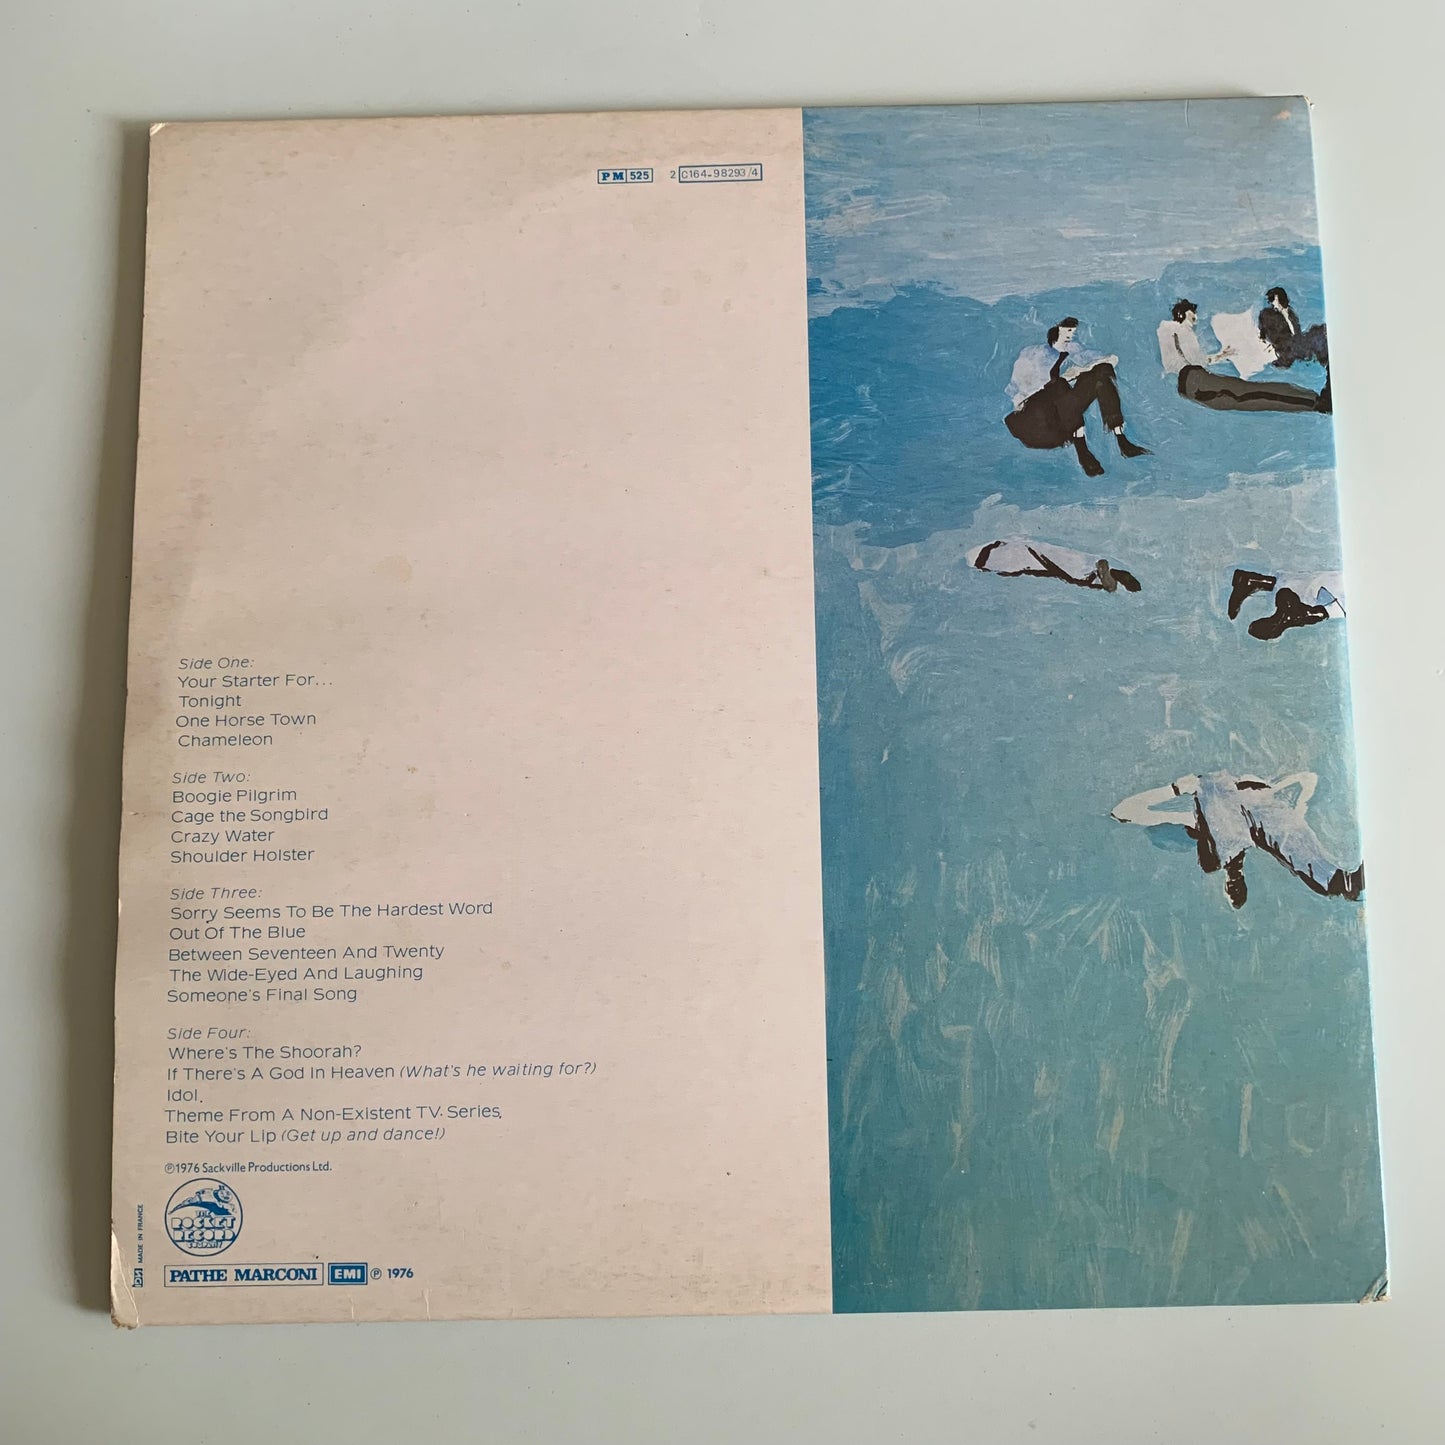 PM 525 2 C164-98293/4
Side One:
Your Starter For...
Tonight
One Horse Town
Chameleon
Side Two:
Boogie Pilgrim
Cage the Songbird
Crazy Water
Shoulder Holster
Side Three:
Sorry Seems To Be The Hardest Word
Out Of The Blue
Between Seventeen And Twenty
The Wide-Eyed And Laughing
Someone's Final Song
Side Four:
Where's The Shoorah?
If There's A God In Heaven (What's he waiting for?)
Idol.
Theme From A Non-Existent TV. Series.
Bite Your Lip (Get up and dance!)
℗1976 Sackville Productions Ltd.
THE
ROCKET
RECORD
COMPANY
MADE IN FRANCE
PATHE MARCONI EMI ℗ 1976